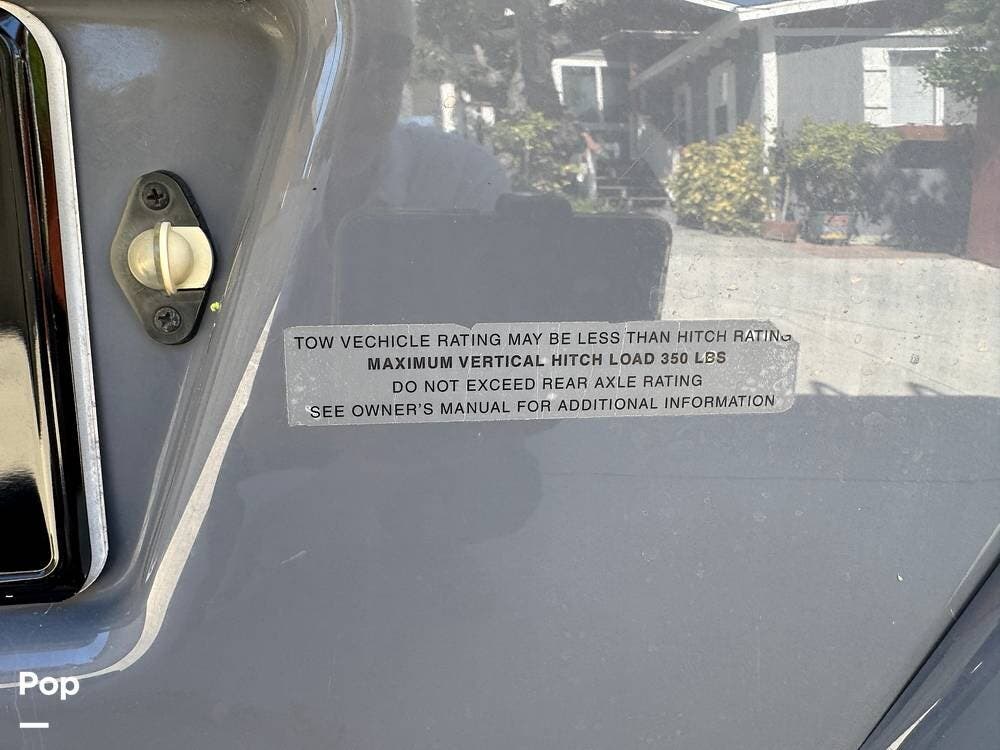 TOW VECHICLE RATING MAY BE LESS THAN HITCH RATING
MAXIMUM VERTICAL HITCH LOAD 350 LBS
DO NOT EXCEED REAR AXLE RATING
SEE OWNER'S MANUAL FOR ADDITIONAL INFORMATION
Pop